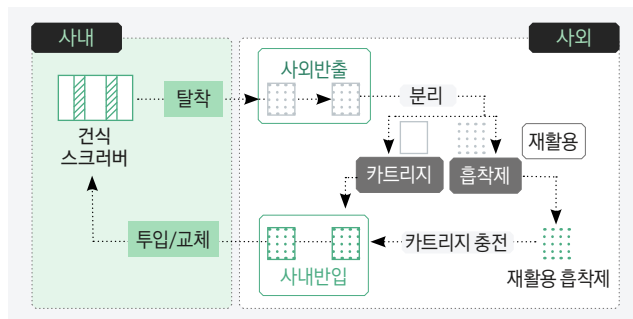 사내
사외
사외반출
탈착
분리
건식
스크러버
재활용
카트리지
흡착제
투입/교체
카트리지 충전
사내반입
재활용 흡착제